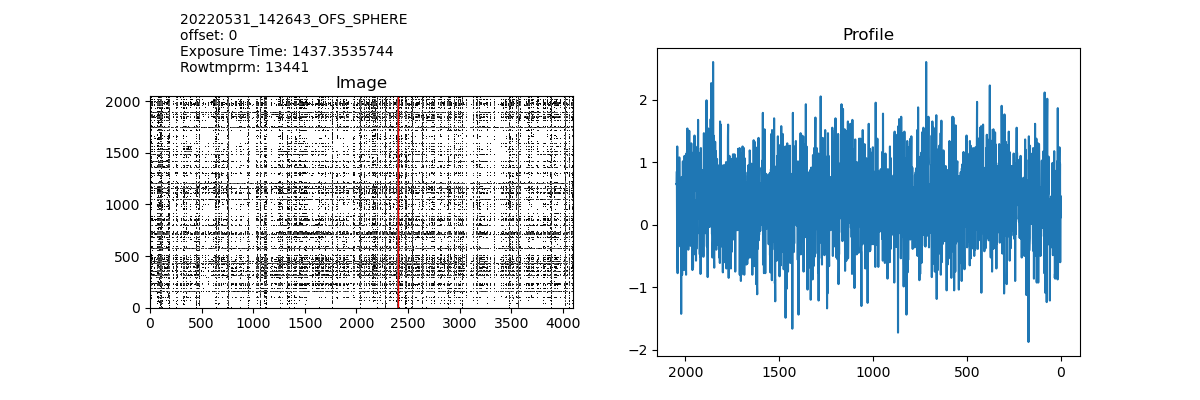 20220531_142643_OFS_SPHERE
offset: 0
Exposure Time: 1437.3535744
Rowtmprm: 13441
Image
2000
1500
1000
500
0
0 500 1000 1500 2000 2500 3000 3500 4000
Profile
2
1
0
−1
−2
2000 1500 1000 500 0